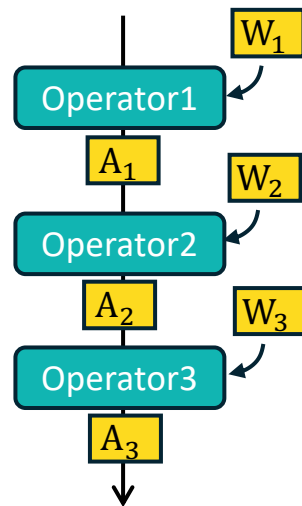 W₁
Operator1
A₁
W₂
Operator2
A₂
W₃
Operator3
A₃